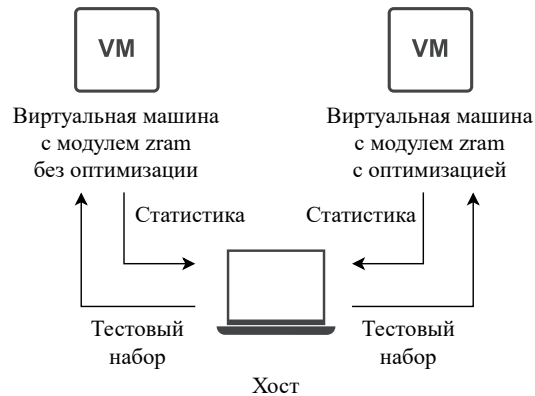 VM
Виртуальная машина
с модулем zram
без оптимизации
VM
Виртуальная машина
с модулем zram
с оптимизацией
Статистика
Статистика
Тестовый
набор
Тестовый
набор
Хост